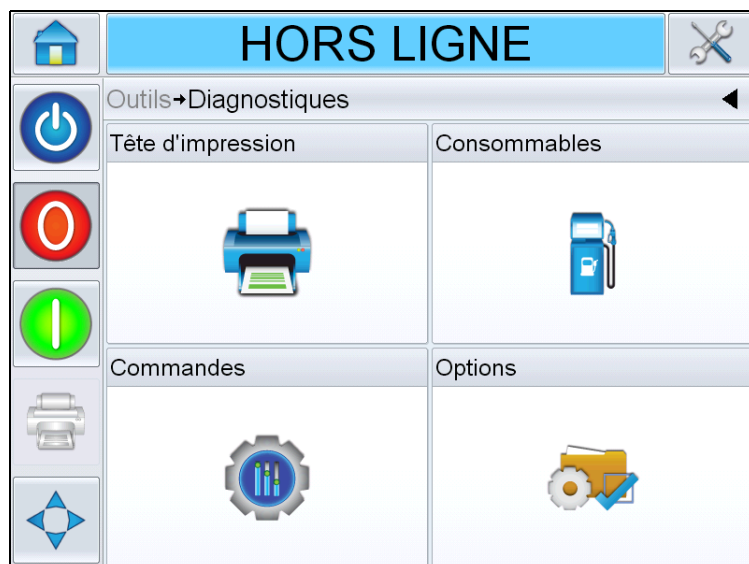 HORS LIGNE
Outils→Diagnostiques
Tête d'impression
Consommables
Commandes
Options